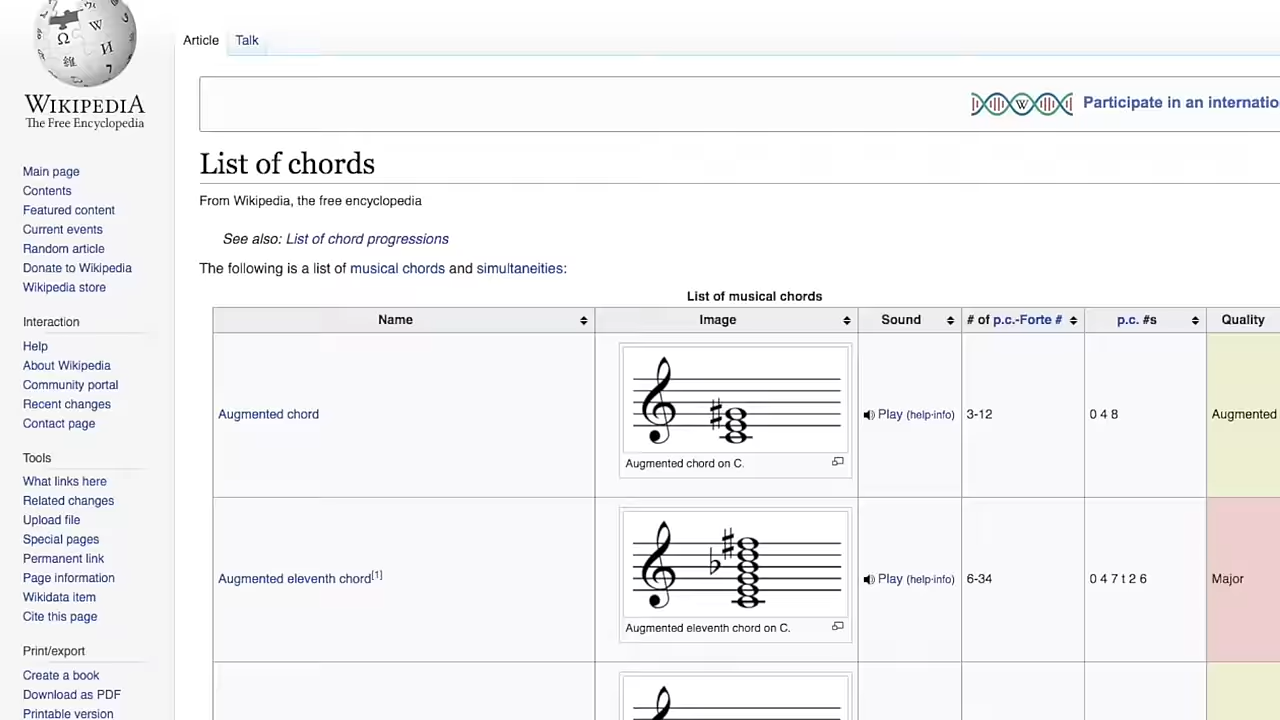 WIKIPEDIA
The Free Encyclopedia
Main page
Contents
Featured content
Current events
Random article
Donate to Wikipedia
Wikipedia store
Interaction
Help
About Wikipedia
Community portal
Recent changes
Contact page
Tools
What links here
Related changes
Upload file
Special pages
Permanent link
Page information
Wikidata item
Cite this page
Print/export
Create a book
Download as PDF
Printable version
Article Talk
Participate in an internatio
List of chords
From Wikipedia, the free encyclopedia
See also: List of chord progressions
The following is a list of musical chords and simultaneities:
List of musical chords
Name Image Sound # of p.c.-Forte # p.c. #s Quality
Augmented chord Play (help·info) 3-12 0 4 8 Augmented
Augmented chord on C.
Augmented eleventh chord[1] Play (help·info) 6-34 0 4 7 t 2 6 Major
Augmented eleventh chord on C.